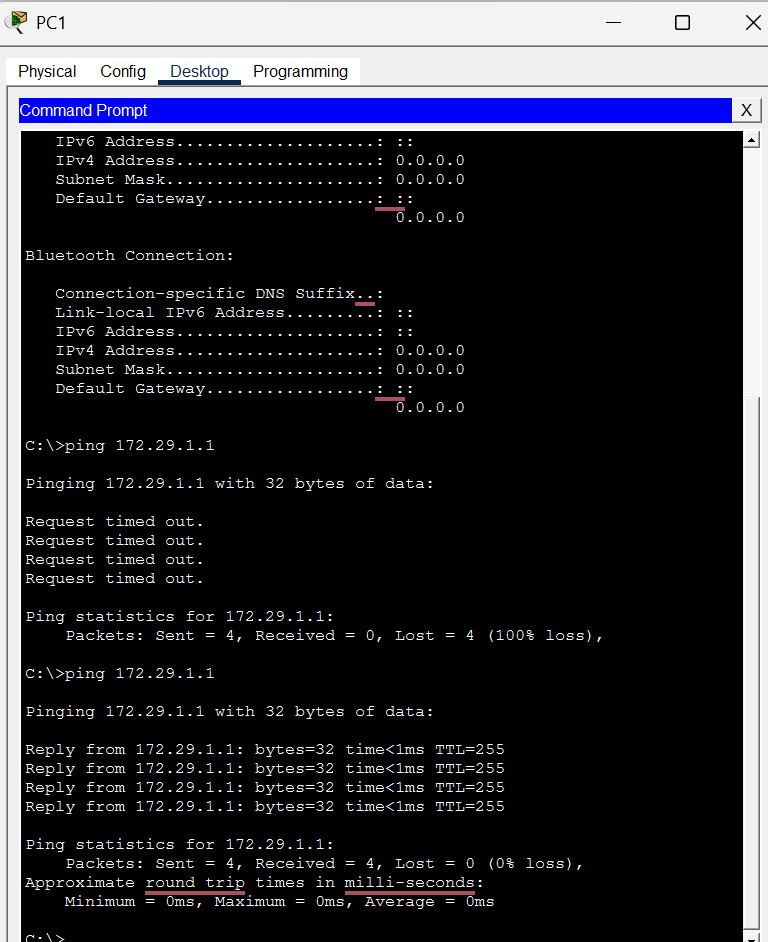 PC1
Physical Config Desktop Programming
Command Prompt X
IPv6 Address....................: ::
IPv4 Address....................: 0.0.0.0
Subnet Mask.....................: 0.0.0.0
Default Gateway.................: ::
0.0.0.0
Bluetooth Connection:
Connection-specific DNS Suffix..:
Link-local IPv6 Address.........: ::
IPv6 Address....................: ::
IPv4 Address....................: 0.0.0.0
Subnet Mask.....................: 0.0.0.0
Default Gateway.................: ::
0.0.0.0
C:\>ping 172.29.1.1
Pinging 172.29.1.1 with 32 bytes of data:
Request timed out.
Request timed out.
Request timed out.
Request timed out.
Ping statistics for 172.29.1.1:
Packets: Sent = 4, Received = 0, Lost = 4 (100% loss),
C:\>ping 172.29.1.1
Pinging 172.29.1.1 with 32 bytes of data:
Reply from 172.29.1.1: bytes=32 time<1ms TTL=255
Reply from 172.29.1.1: bytes=32 time<1ms TTL=255
Reply from 172.29.1.1: bytes=32 time<1ms TTL=255
Reply from 172.29.1.1: bytes=32 time<1ms TTL=255
Ping statistics for 172.29.1.1:
Packets: Sent = 4, Received = 4, Lost = 0 (0% loss),
Approximate round trip times in milli-seconds:
Minimum = 0ms, Maximum = 0ms, Average = 0ms
C:\>